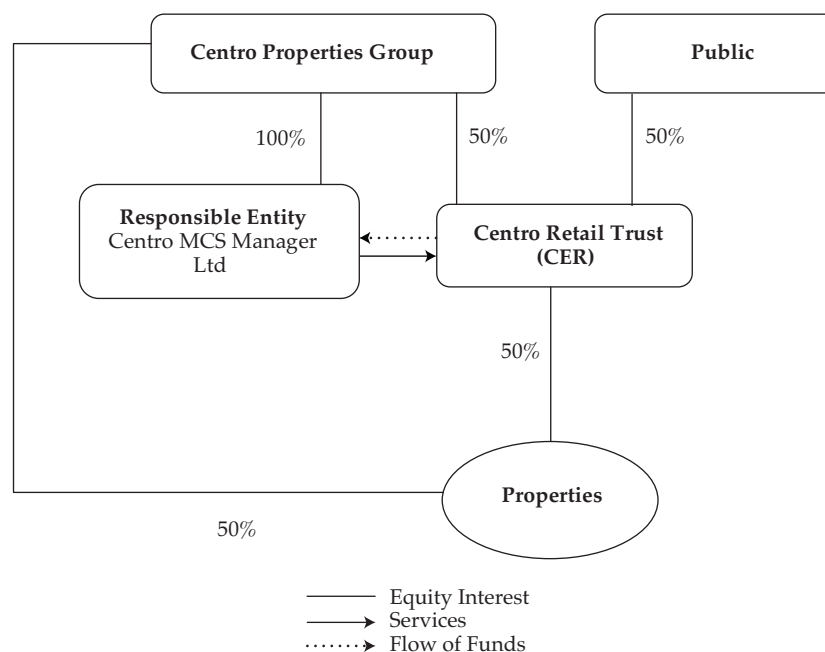 Centro Properties Group
Public
100%
50%
50%
Responsible Entity
Centro MCS Manager
Ltd
Centro Retail Trust
(CER)
50%
Properties
50%
Equity Interest
Services
Flow of Funds